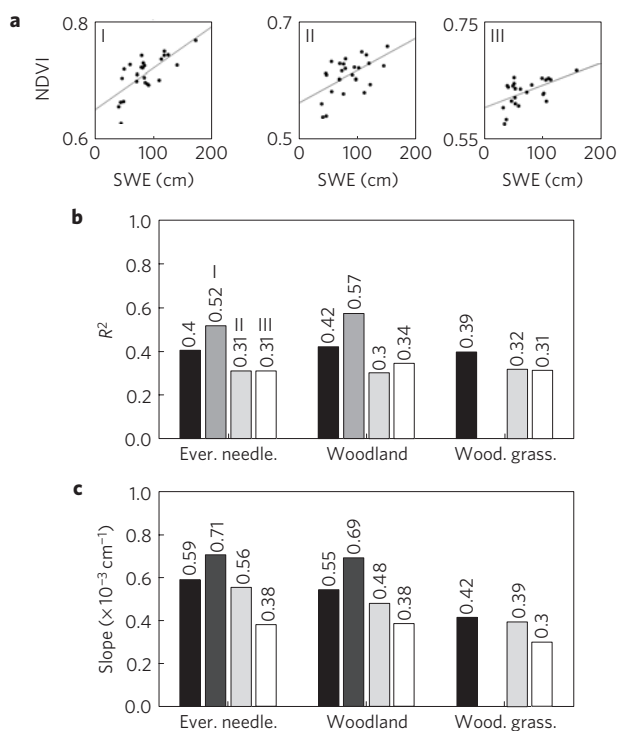 a
I
II
III
NDVI
0.8
0.6
0.7
0.5
0.75
0.55
0 100 200
0 100 200
0 100 200
SWE (cm)
SWE (cm)
SWE (cm)
b
R²
1.0
0.8
0.6
0.4
0.2
0.0
I
II
III
0.4 0.52 0.31 0.31
0.42 0.57 0.3 0.34
0.39 0.32 0.31
Ever. needle. Woodland Wood. grass.
c
Slope (×10⁻³ cm⁻¹)
1.0
0.8
0.6
0.4
0.2
0.0
0.59 0.71 0.56 0.38
0.55 0.69 0.48 0.38
0.42 0.39 0.3
Ever. needle. Woodland Wood. grass.